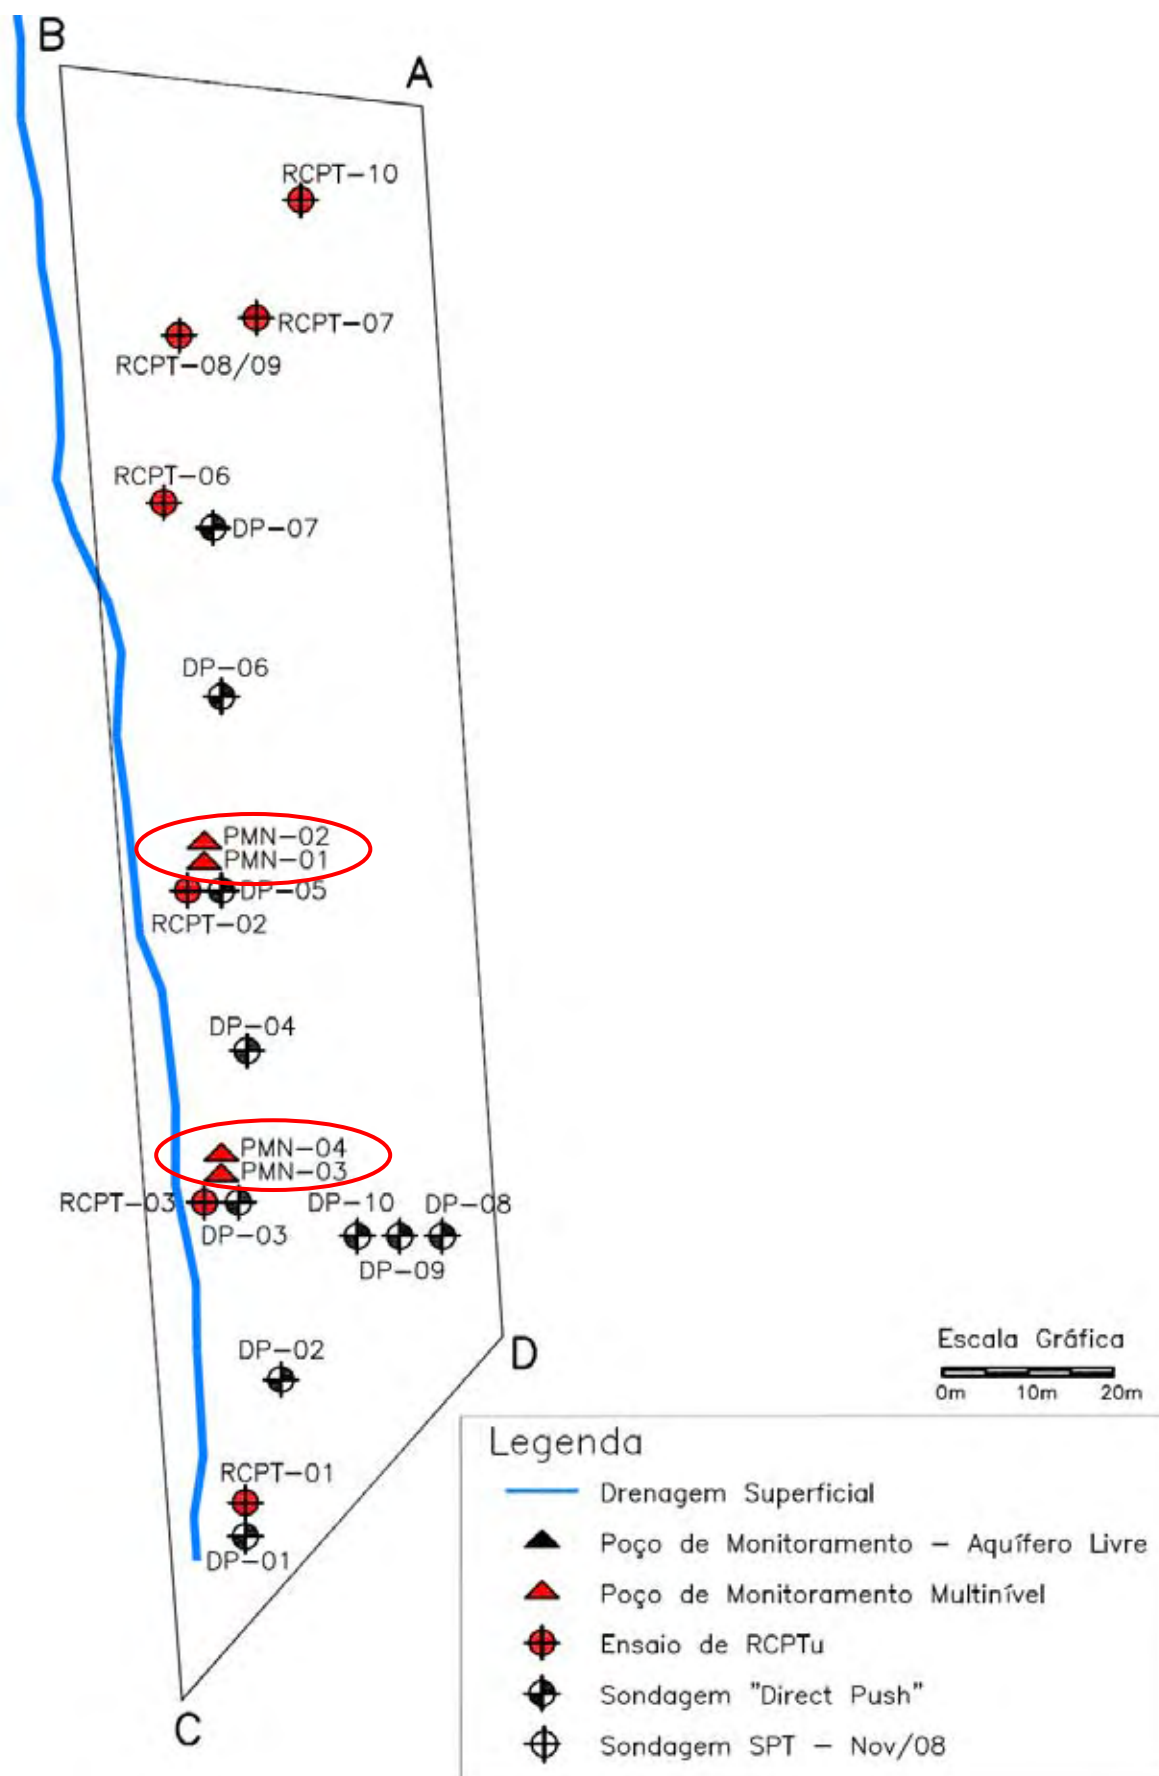 B
A
RCPT-10
RCPT-07
RCPT-08/09
RCPT-06
DP-07
DP-06
PMN-02
PMN-01
DP-05
RCPT-02
DP-04
PMN-04
PMN-03
RCPT-03
DP-03
DP-10
DP-08
DP-09
D
DP-02
RCPT-01
DP-01
C
Escala Gráfica
0m 10m 20m
Legenda
Drenagem Superficial
Poço de Monitoramento - Aquífero Livre
Poço de Monitoramento Multinível
Ensaio de RCPTu
Sondagem "Direct Push"
Sondagem SPT - Nov/08